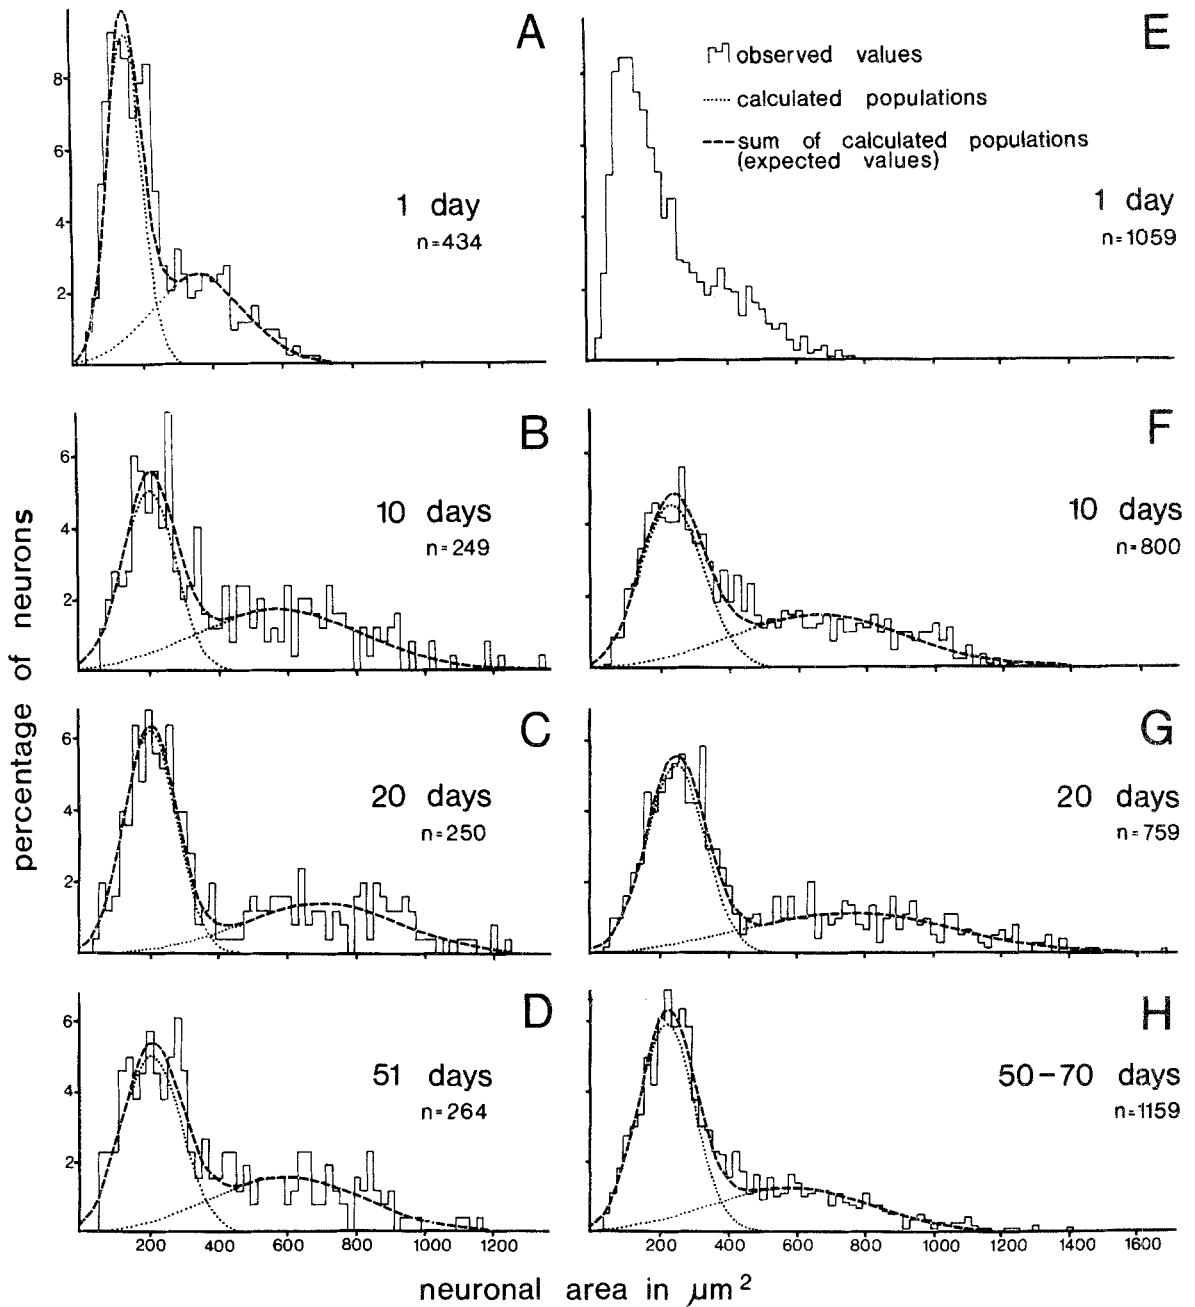 A
8
6
4
2
1 day
n=434
E
observed values
calculated populations
sum of calculated populations
(expected values)
1 day
n=1059
B
6
4
2
10 days
n=249
F
10 days
n=800
C
6
4
2
20 days
n=250
G
20 days
n=759
D
6
4
2
51 days
n=264
200 400 600 800 1000 1200
H
50-70 days
n=1159
200 400 600 800 1000 1200 1400 1600
percentage of neurons
neuronal area in µm²